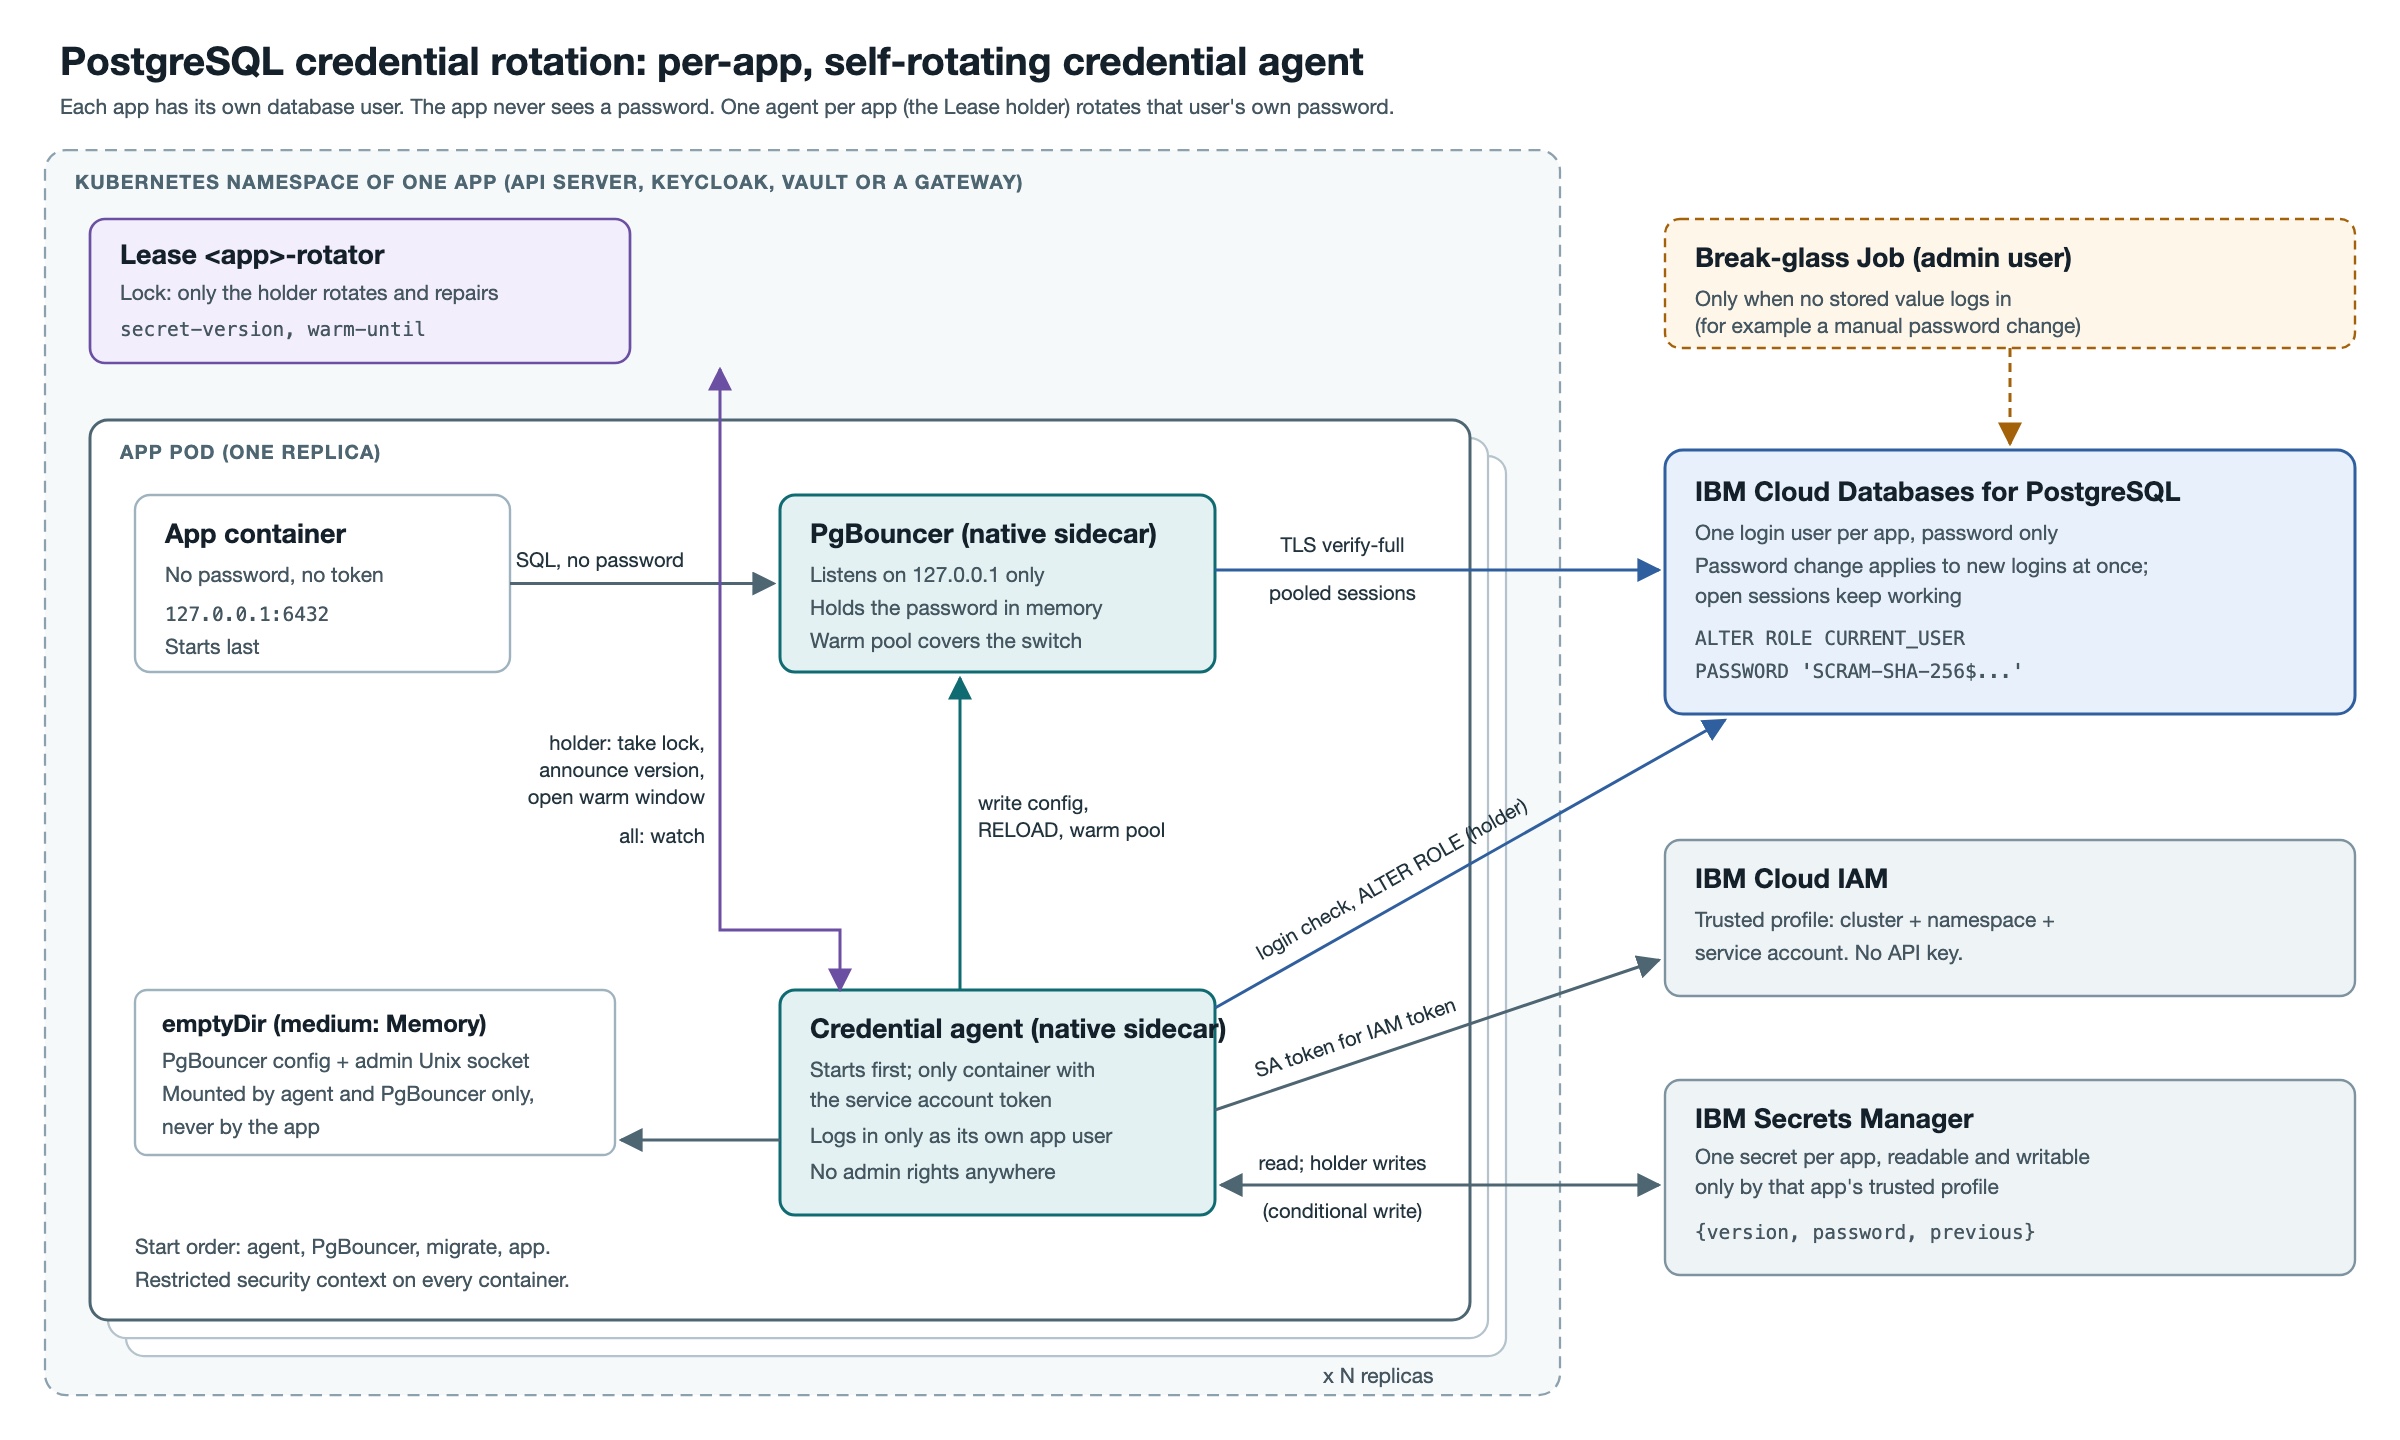 PostgreSQL credential rotation: per-app, self-rotating credential agent
Each app has its own database user. The app never sees a password. One agent per app (the Lease holder) rotates that user's own password.
KUBERNETES NAMESPACE OF ONE APP (API SERVER, KEYCLOAK, VAULT OR A GATEWAY)
Lease <app>-rotator
Lock: only the holder rotates and repairs
secret-version, warm-until
Break-glass Job (admin user)
Only when no stored value logs in
(for example a manual password change)
APP POD (ONE REPLICA)
App container
No password, no token
127.0.0.1:6432
Starts last
SQL, no password
PgBouncer (native sidecar)
Listens on 127.0.0.1 only
Holds the password in memory
Warm pool covers the switch
TLS verify-full
pooled sessions
IBM Cloud Databases for PostgreSQL
One login user per app, password only
Password change applies to new logins at once;
open sessions keep working
ALTER ROLE CURRENT_USER
PASSWORD 'SCRAM-SHA-256$...'
holder: take lock,
announce version,
open warm window
all: watch
write config,
RELOAD, warm pool
login check, ALTER ROLE (holder)
IBM Cloud IAM
Trusted profile: cluster + namespace +
service account. No API key.
emptyDir (medium: Memory)
PgBouncer config + admin Unix socket
Mounted by agent and PgBouncer only,
never by the app
Credential agent (native sidecar)
Starts first; only container with
the service account token
Logs in only as its own app user
No admin rights anywhere
SA token for IAM token
read; holder writes
(conditional write)
IBM Secrets Manager
One secret per app, readable and writable
only by that app's trusted profile
{version, password, previous}
Start order: agent, PgBouncer, migrate, app.
Restricted security context on every container.
x N replicas